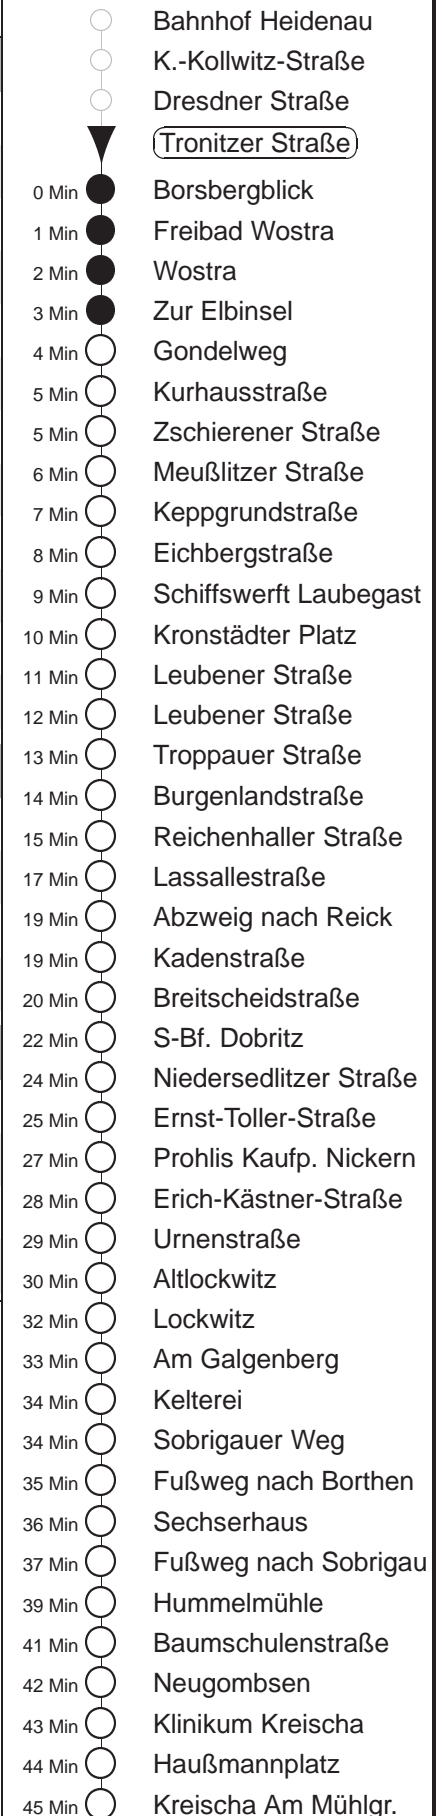 Bahnhof Heidenau
K.-Kollwitz-Straße
Dresdner Straße
Tronitzer Straße
0 Min Borsbergblick
1 Min Freibad Wostra
2 Min Wostra
3 Min Zur Elbinsel
4 Min Gondelweg
5 Min Kurhausstraße
5 Min Zschierener Straße
6 Min Meußlitzer Straße
7 Min Keppgrundstraße
8 Min Eichbergstraße
9 Min Schiffswerft Laubegast
10 Min Kronstädter Platz
11 Min Leubener Straße
12 Min Leubener Straße
13 Min Troppauer Straße
14 Min Burgenlandstraße
15 Min Reichenhaller Straße
17 Min Lassallestraße
19 Min Abzweig nach Reick
19 Min Kadenstraße
20 Min Breitscheidstraße
22 Min S-Bf. Dobritz
24 Min Niedersedlitzer Straße
25 Min Ernst-Toller-Straße
27 Min Prohlis Kaufp. Nickern
28 Min Erich-Kästner-Straße
29 Min Urnenstraße
30 Min Altlockwitz
32 Min Lockwitz
33 Min Am Galgenberg
34 Min Kelterei
34 Min Sobrigauer Weg
35 Min Fußweg nach Borthen
36 Min Sechserhaus
37 Min Fußweg nach Sobrigau
39 Min Hummelmühle
41 Min Baumschulenstraße
42 Min Neugombsen
43 Min Klinikum Kreischa
44 Min Haußmannplatz
45 Min Kreischa Am Mühlgr.